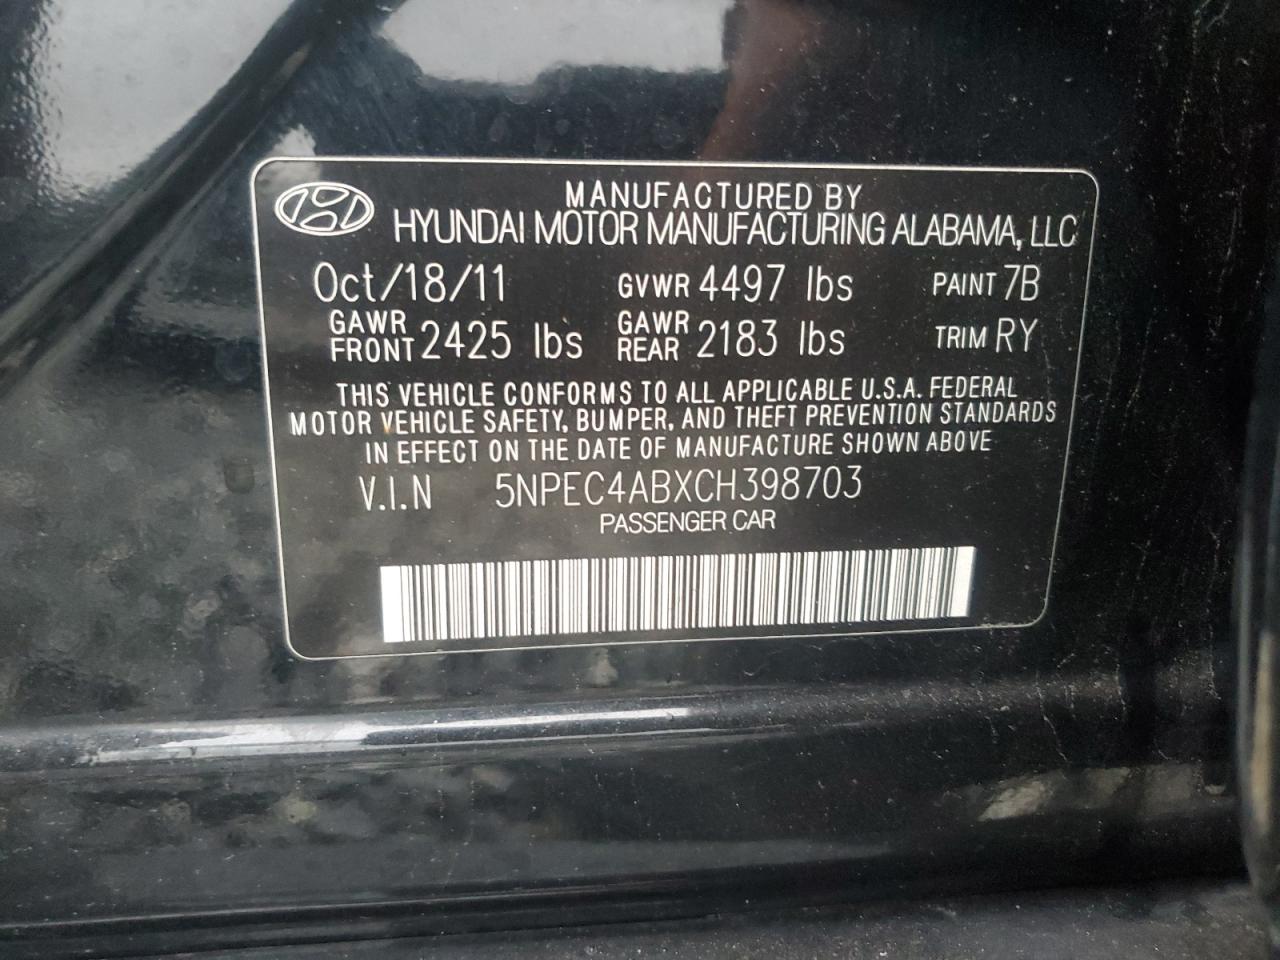 MANUFACTURED BY
HYUNDAI MOTOR MANUFACTURING ALABAMA, LLC
Oct/18/11 GVWR 4497 lbs PAINT 7B
GAWR FRONT 2425 lbs GAWR REAR 2183 lbs TRIM RY
THIS VEHICLE CONFORMS TO ALL APPLICABLE U.S.A. FEDERAL
MOTOR VEHICLE SAFETY, BUMPER, AND THEFT PREVENTION STANDARDS
IN EFFECT ON THE DATE OF MANUFACTURE SHOWN ABOVE
V.I.N 5NPEC4ABXCH398703
PASSENGER CAR